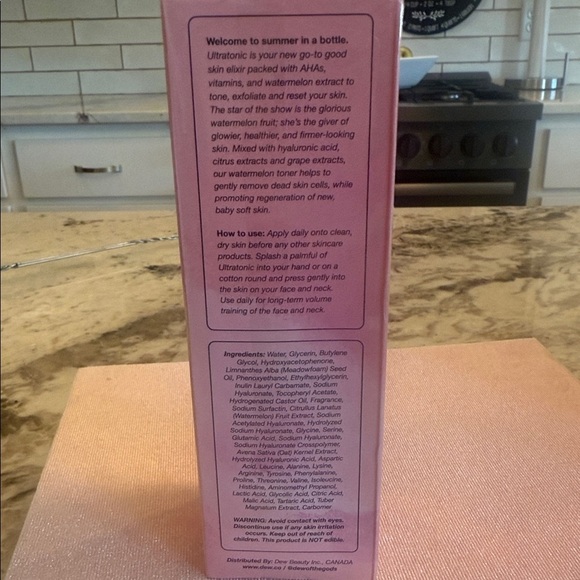 Welcome to summer in a bottle.
Ultratonic is your new go-to good
skin elixir packed with AHAs,
vitamins, and watermelon extract to
tone, exfoliate and reset your skin.
The star of the show is the glorious
watermelon fruit; she's the giver of
glowier, healthier, and firmer-looking
skin. Mixed with hyaluronic acid,
citrus extracts and grape extracts,
our watermelon toner helps to
gently remove dead skin cells, while
promoting regeneration of new,
baby soft skin.
How to use: Apply daily onto clean,
dry skin before any other skincare
products. Splash a palmful of
Ultratonic into your hand or on a
cotton round and press gently into
the skin on your face and neck.
Use daily for long-term volume
training of the face and neck.
Ingredients: Water, Glycerin, Butylene
Glycol, Hydroxyacetophenone,
Limnanthes Alba (Meadowfoam) Seed
Oil, Phenoxyethanol, Ethylhexylglycerin,
Inulin Lauryl Carbamate, Sodium
Hyaluronate, Tocopheryl Acetate,
Hydrogenated Castor Oil, Fragrance,
Sodium Surfactin, Citrullus Lanatus
(Watermelon) Fruit Extract, Sodium
Acetylated Hyaluronate, Hydrolyzed
Sodium Hyaluronate, Glycine, Serine,
Glutamic Acid, Sodium Hyaluronate,
Sodium Hyaluronate Crosspolymer,
Avena Sativa (Oat) Kernel Extract,
Hydrolyzed Hyaluronic Acid, Aspartic
Acid, Leucine, Alanine, Lysine,
Arginine, Tyrosine, Phenylalanine,
Proline, Threonine, Valine, Isoleucine,
Histidine, Aminomethyl Propanol,
Lactic Acid, Glycolic Acid, Citric Acid,
Malic Acid, Tartaric Acid, Tuber
Magnatum Extract, Carbomer
WARNING: Avoid contact with eyes.
Discontinue use if any skin irritation
occurs. Keep out of reach of
children. This product is NOT edible.
Distributed By: Dew Beauty Inc., CANADA
www.dew.ca / @dewofthegods